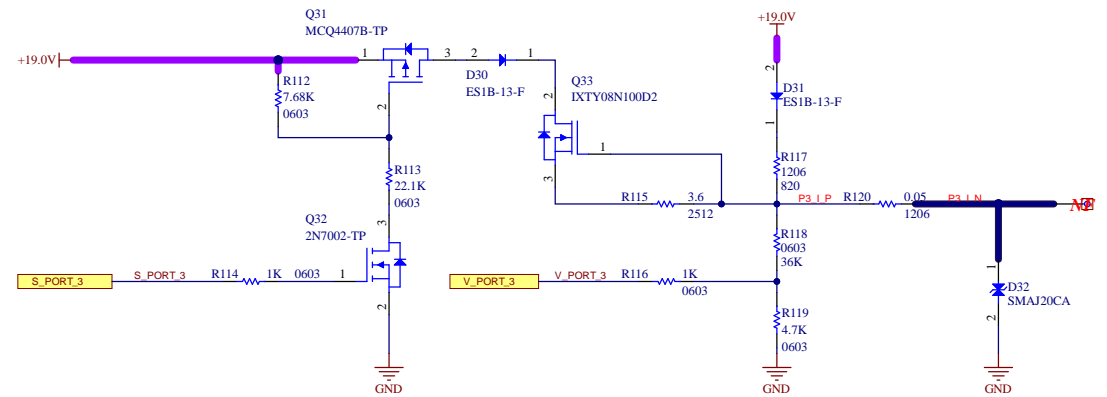 Q31
MCQ4407B-TP
+19.0V
1
3
2
1
R112
7.68K
0603
2
D30
ES1B-13-F
Q33
IXTY08N100D2
2
1
3
+19.0V
2
D31
ES1B-13-F
1
R113
22.1K
0603
R117
1206
820
R115
3.6
2512
P3_I_P
R120
0.05
1206
P3_I_N
Q32
2N7002-TP
3
R118
0603
36K
S_PORT_3
S_PORT_3
R114
1K
0603
1
2
V_PORT_3
V_PORT_3
R116
1K
0603
1
D32
SMAJ20CA
2
R119
4.7K
0603
GND
GND
GND